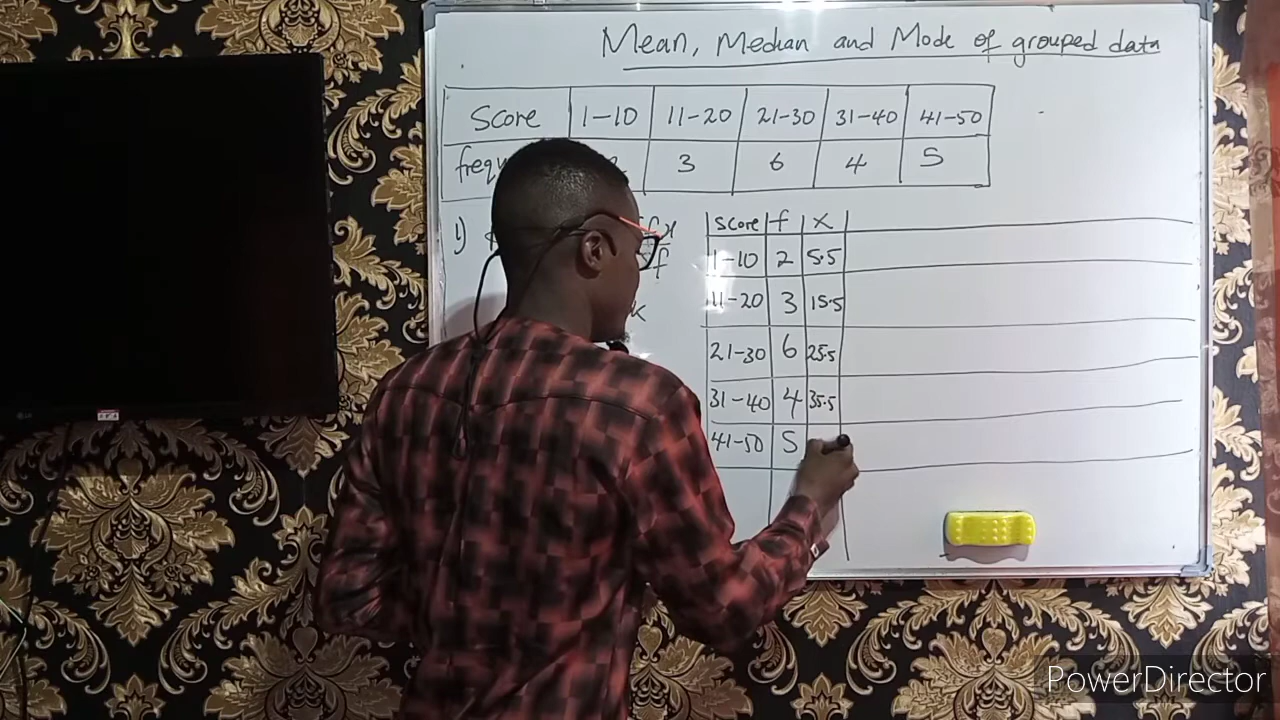 Mean, Median and Mode of grouped data
Score 1-10 11-20 21-30 31-40 41-50
3 6 4 5
1)
Score f x
1-10 2 5.5
11-20 3 15.5
21-30 6 25.5
31-40 4 35.5
41-50 5
PowerDirector